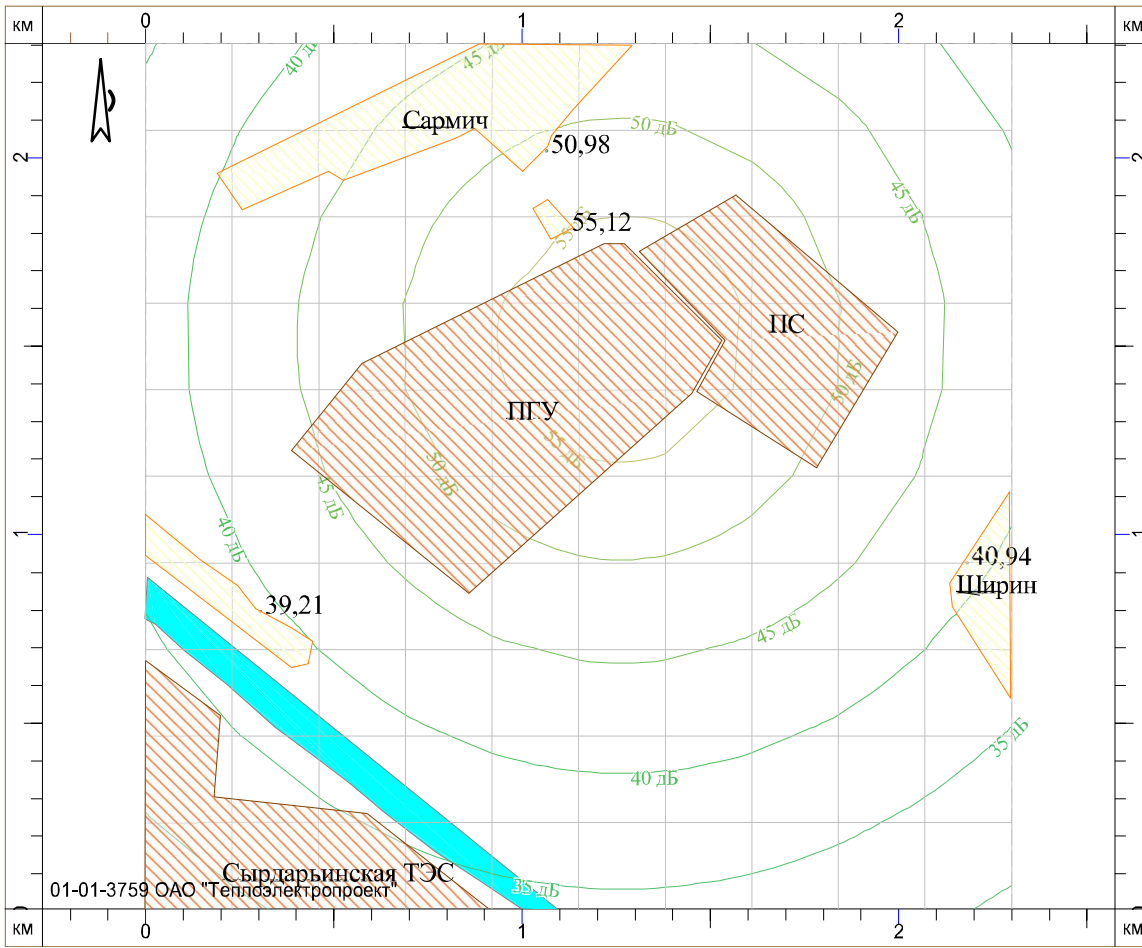 км 0 1 2 км
40 дБ
45 дБ
Сармич
50 дБ
50,98
2 2
45 дБ
55,12
55 дБ
ПС
50 дБ
ПГУ
55 дБ
50 дБ
45 дБ
40 дБ
1 1
40,94
Ширин
39,21
45 дБ
35 дБ
40 дБ
Сырдарьинская ТЭС
35 дБ
01-01-3759 ОАО "Теплоэлектропроект"
0 0
км 0 1 2 км